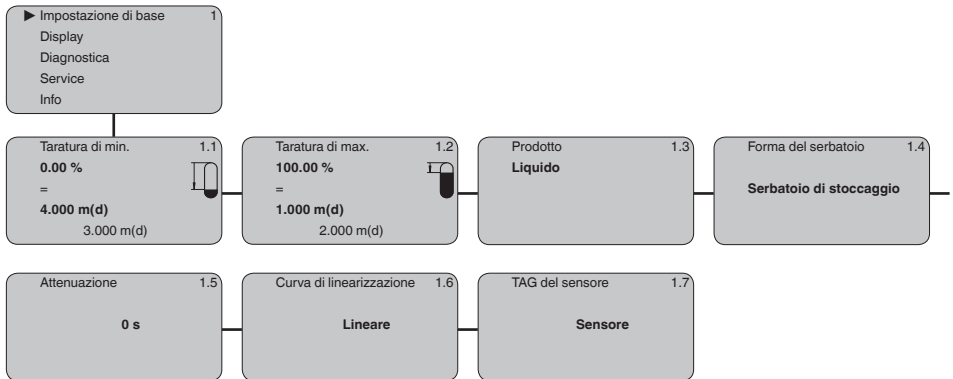 Impostazione di base 1
Display
Diagnostica
Service
Info
Taratura di min. 1.1
0.00 %
=
4.000 m(d)
3.000 m(d)
Taratura di max. 1.2
100.00 %
=
1.000 m(d)
2.000 m(d)
Prodotto 1.3
Liquido
Forma del serbatoio 1.4
Serbatoio di stoccaggio
Attenuazione 1.5
0 s
Curva di linearizzazione 1.6
Lineare
TAG del sensore 1.7
Sensore